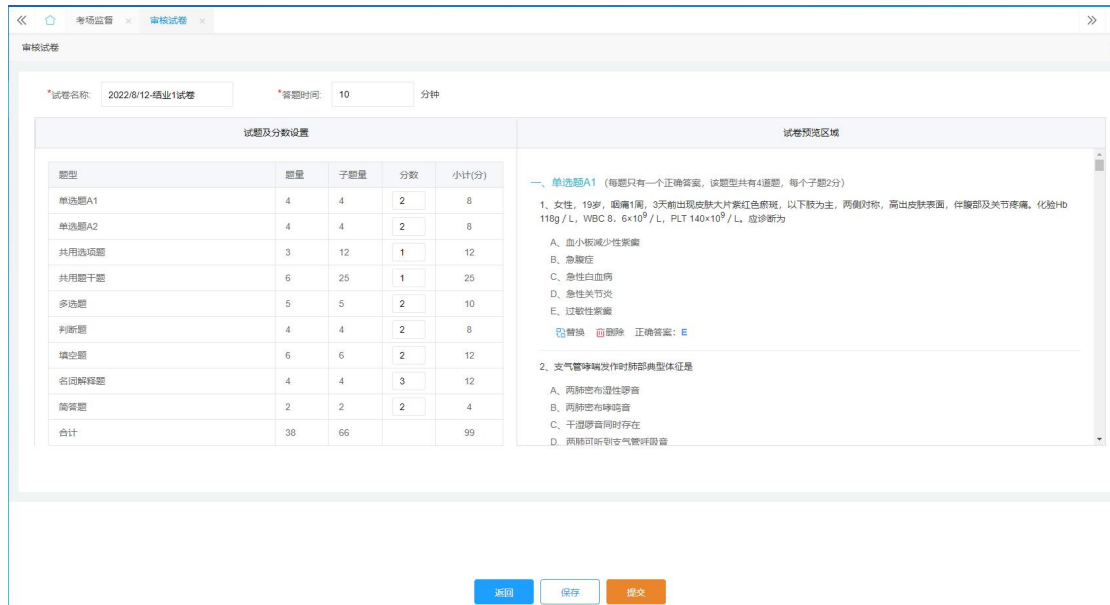 考场监督 × 审核试卷 ×
审核试卷
*试卷名称: 2022/8/12-结业1试卷 *答题时间: 10 分钟
试题及分数设置
题型 题量 子题量 分数 小计(分)
单选题A1 4 4 2 8
单选题A2 4 4 2 8
共用选项题 3 12 1 12
共用题干题 6 25 1 25
多选题 5 5 2 10
判断题 4 4 2 8
填空题 6 6 2 12
名词解释题 4 4 3 12
简答题 2 2 2 4
合计 38 66 99
试卷预览区域
一、单选题A1 (每题只有一个正确答案，该题型共有4道题，每个子题2分)
1、女性，19岁，咽痛1周，3天前出现皮肤大片紫红色瘀斑，以下肢为主，两侧对称，高出皮肤表面，伴腹部及关节疼痛。化验Hb
118g / L，WBC 8．6×10⁹ / L，PLT 140×10⁹ / L。应诊断为
A、血小板减少性紫癜
B、急腹症
C、急性白血病
D、急性关节炎
E、过敏性紫癜
替换 删除 正确答案：E
2、支气管哮喘发作时肺部典型体征是
A、两肺密布湿性啰音
B、两肺密布哮鸣音
C、干湿啰音同时存在
D、两肺可听到支气管呼吸音
返回 保存 提交